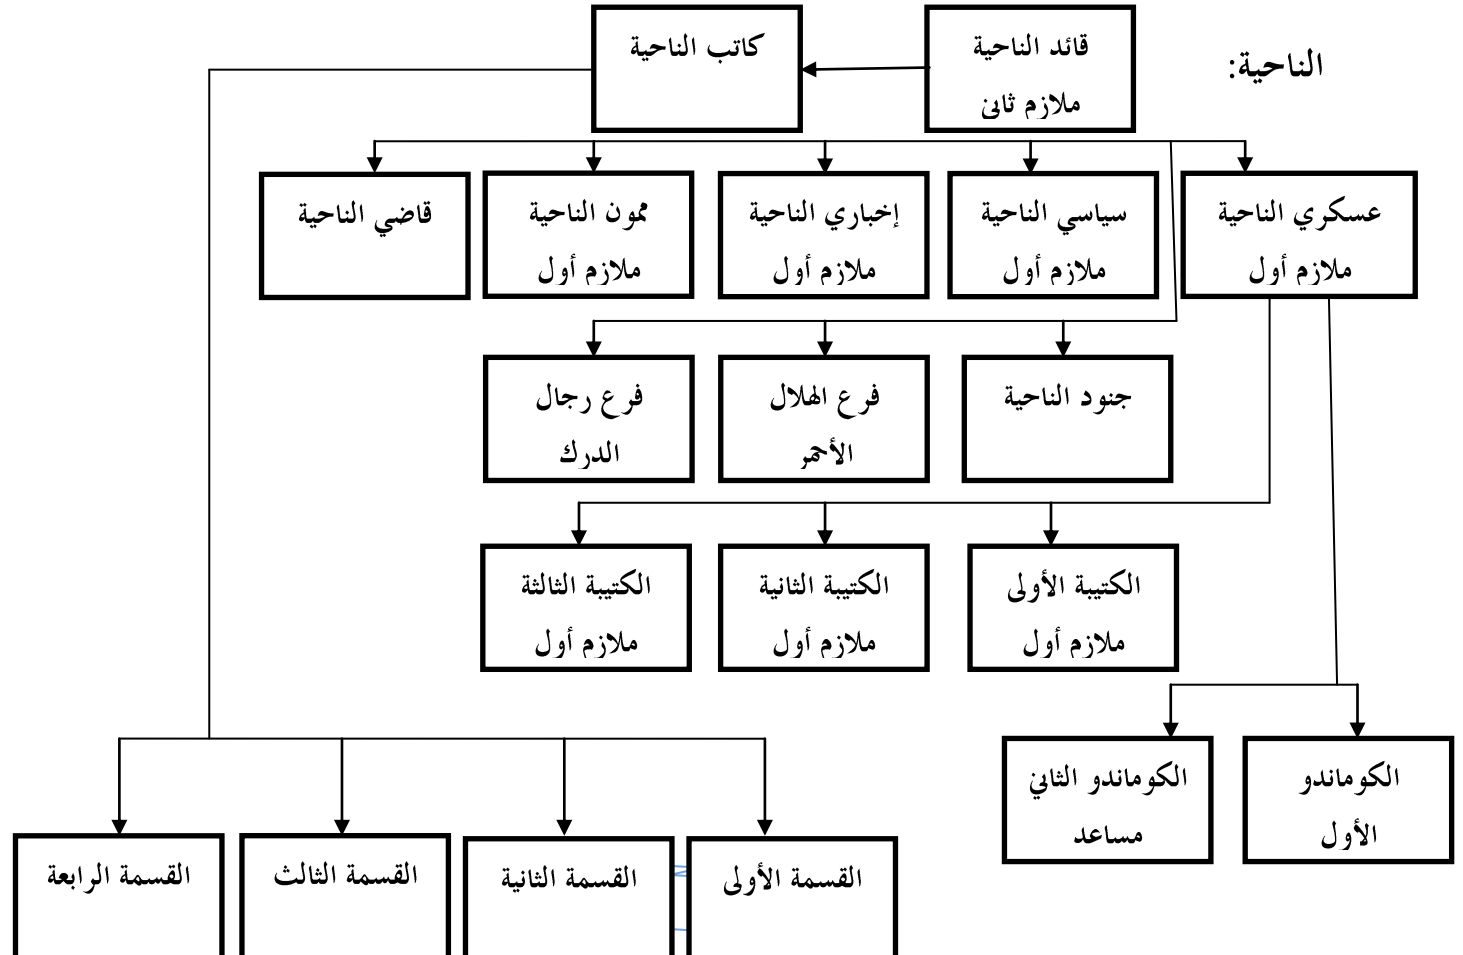 الناحية:
قائد الناحية
ملازم ثاني
كاتب الناحية
عسكري الناحية
ملازم أول
سياسي الناحية
ملازم أول
إخباري الناحية
ملازم أول
ممون الناحية
ملازم أول
قاضي الناحية
جنود الناحية
فرع الهلال
الأحمر
فرع رجال
الدرك
الكتيبة الأولى
ملازم أول
الكتيبة الثانية
ملازم أول
الكتيبة الثالثة
ملازم أول
الكوماندو
الأول
الكوماندو الثاني
مساعد
القسمة الأولى
القسمة الثانية
القسمة الثالث
القسمة الرابعة